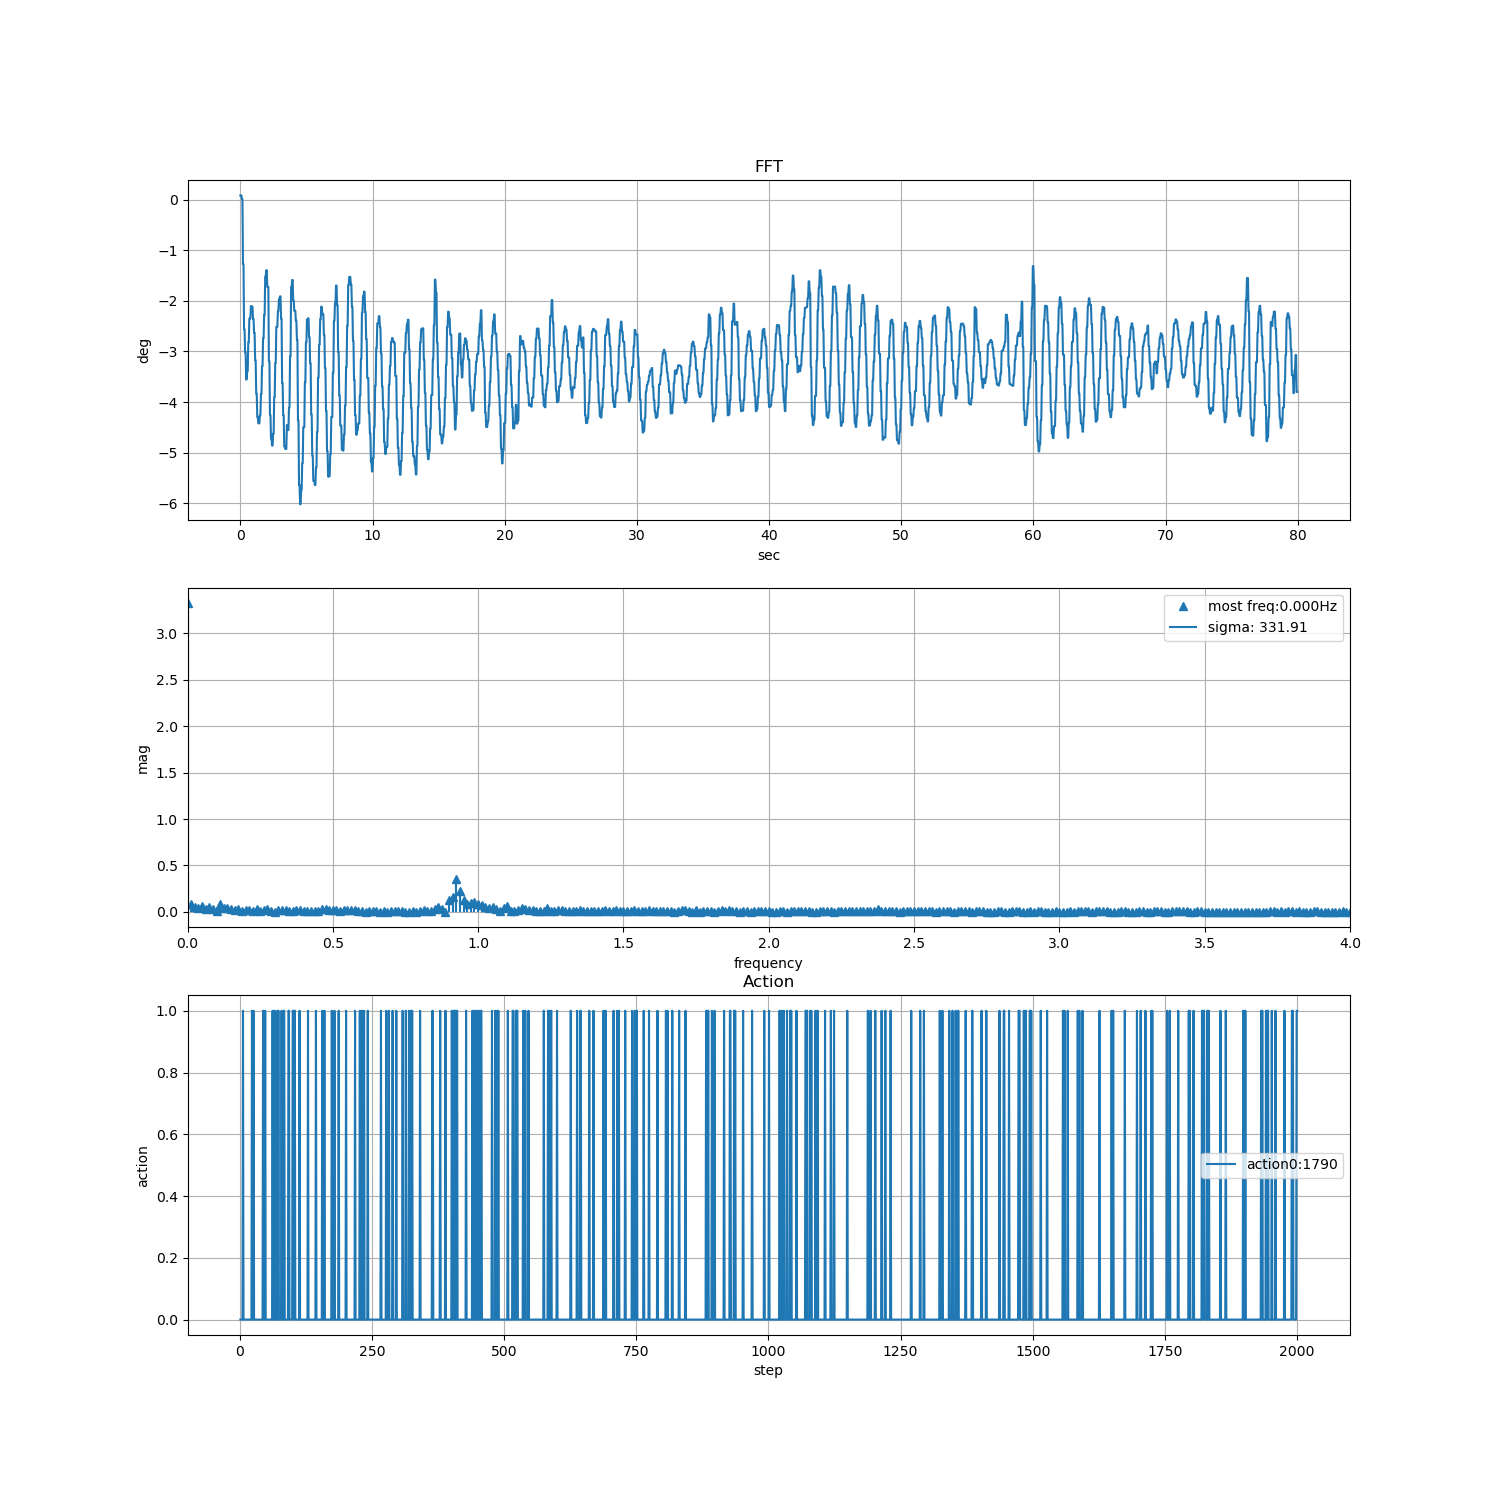 FFT
0
−1
−2
−3
−4
−5
−6
deg
0 10 20 30 40 50 60 70 80
sec
most freq:0.000Hz
sigma: 331.91
3.0
2.5
2.0
1.5
1.0
0.5
0.0
mag
0.0 0.5 1.0 1.5 2.0 2.5 3.0 3.5 4.0
frequency
Action
1.0
0.8
0.6
0.4
0.2
0.0
action
action0:1790
0 250 500 750 1000 1250 1500 1750 2000
step